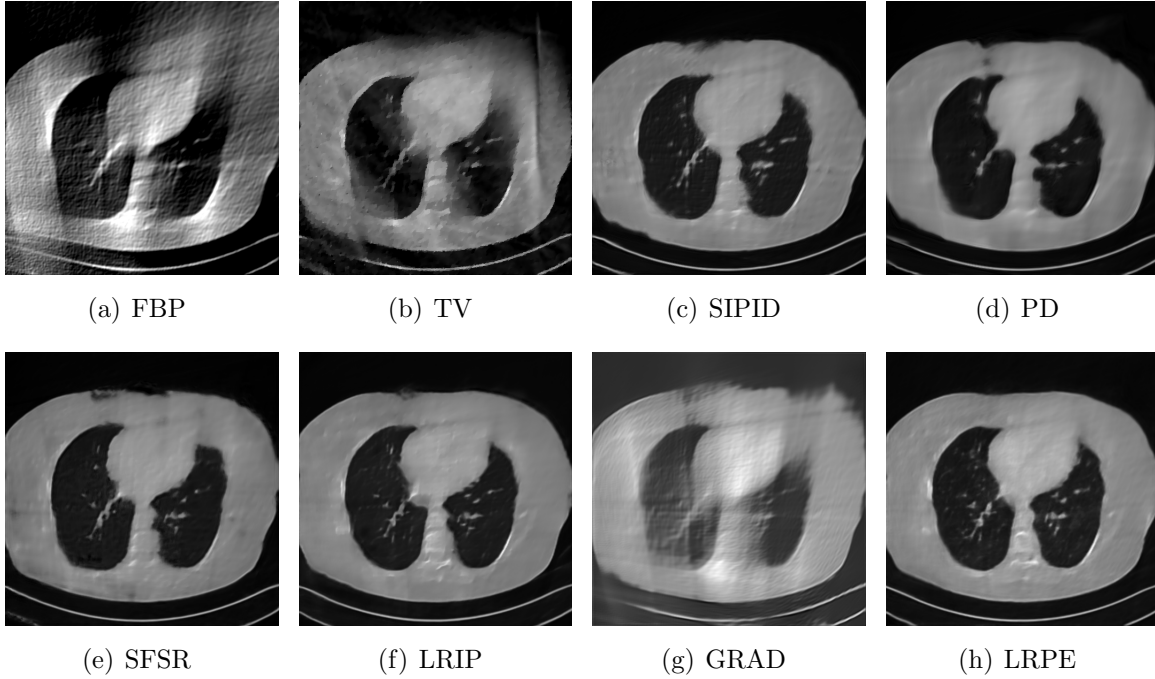 (a) FBP
(b) TV
(c) SIPID
(d) PD
(e) SFSR
(f) LRIP
(g) GRAD
(h) LRPE